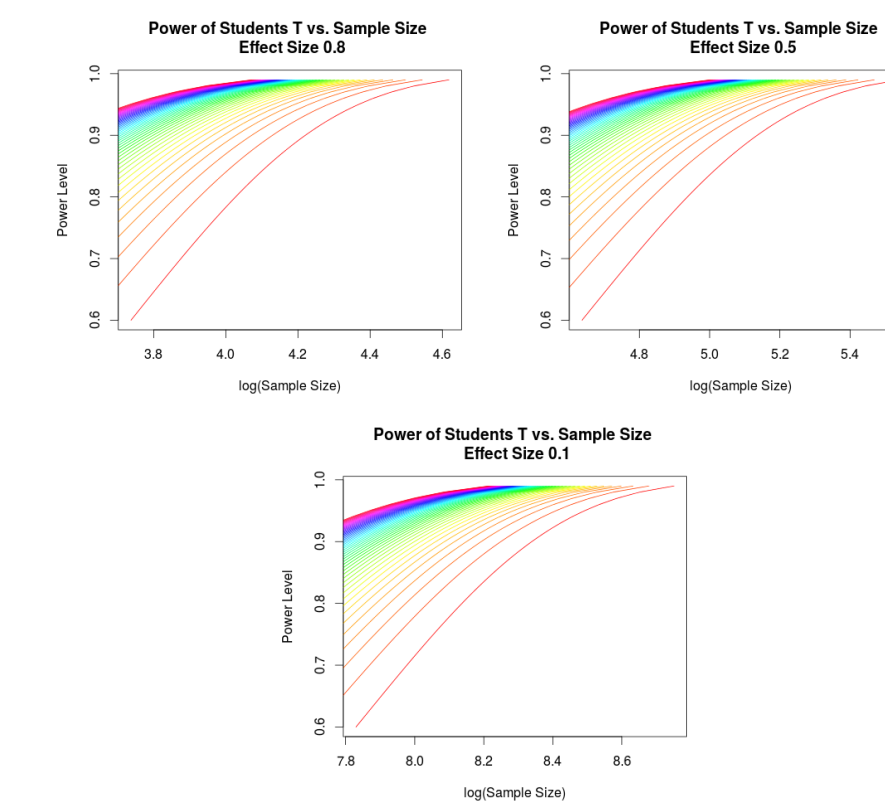 Power of Students T vs. Sample Size
Effect Size 0.8
1.0
0.9
0.8
0.7
0.6
Power Level
3.8 4.0 4.2 4.4 4.6
log(Sample Size)
Power of Students T vs. Sample Size
Effect Size 0.5
1.0
0.9
0.8
0.7
0.6
Power Level
4.8 5.0 5.2 5.4
log(Sample Size)
Power of Students T vs. Sample Size
Effect Size 0.1
1.0
0.9
0.8
0.7
0.6
Power Level
7.8 8.0 8.2 8.4 8.6
log(Sample Size)